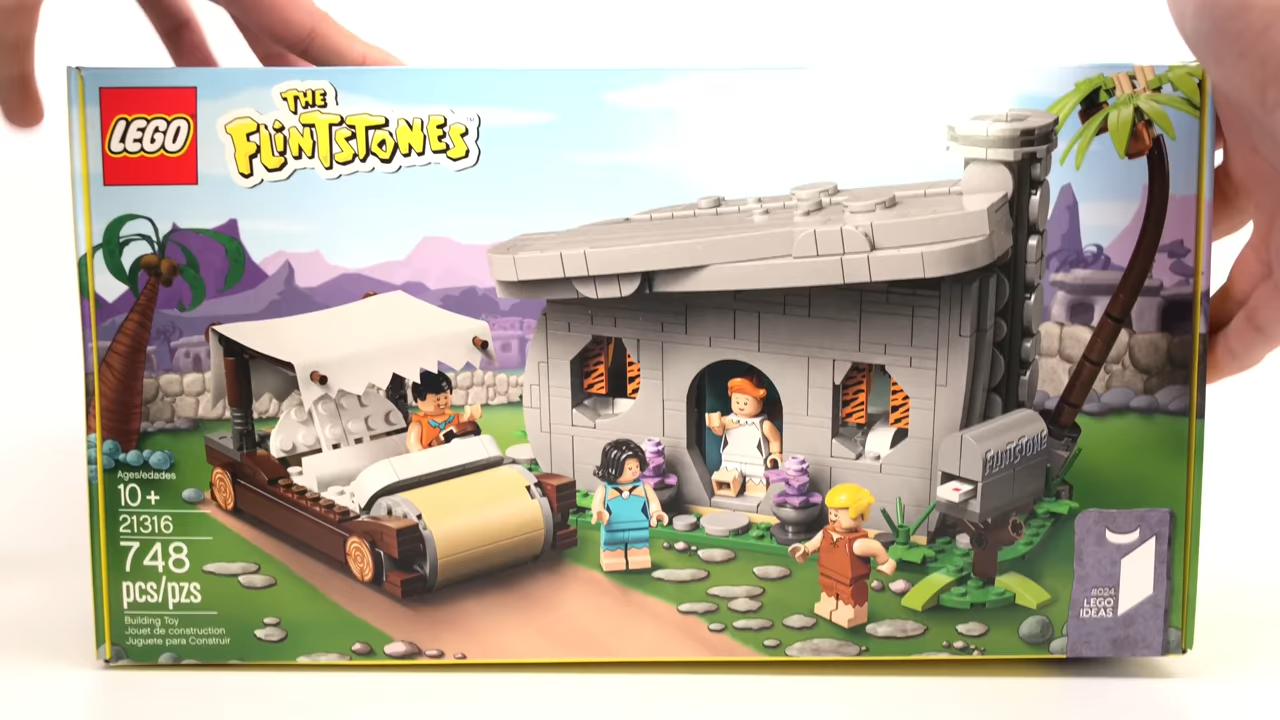 LEGO
THE
FLINTSTONES
™
FLINTSTONE
Ages/edades
10+
21316
748
pcs/pzs
Building Toy
Jouet de construction
Juguete para Construir
#024
LEGO
IDEAS